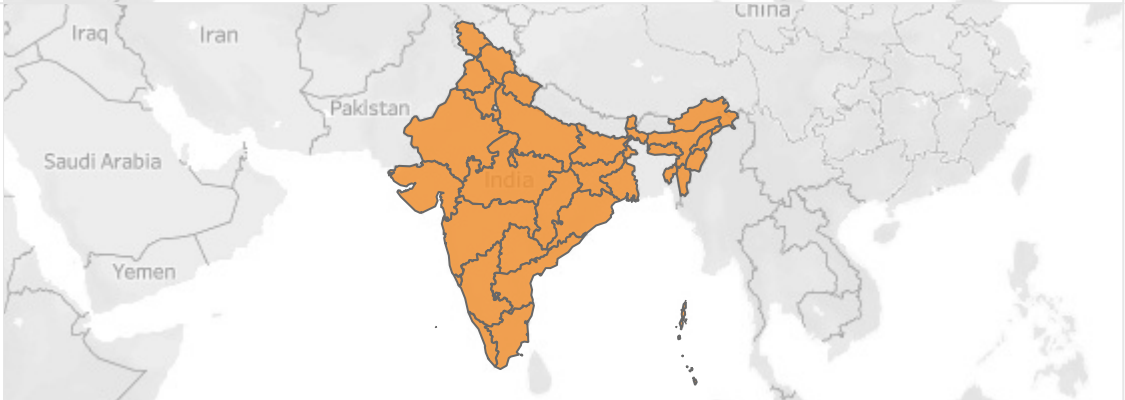 China
Iraq
Iran
Pakistan
Saudi Arabia
India
Yemen